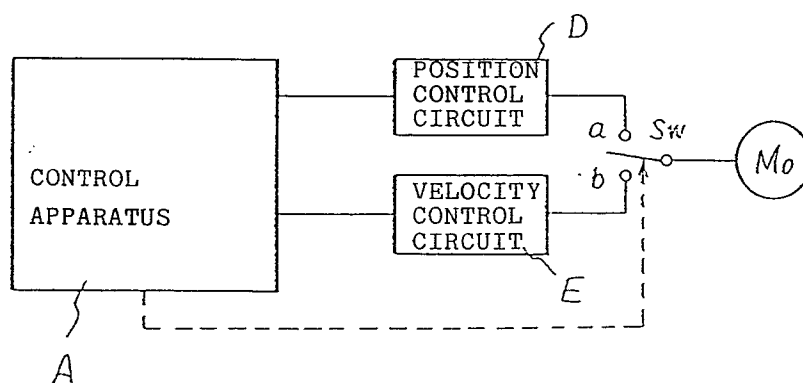 D
POSITION
CONTROL
CIRCUIT
a
Sw
Mo
CONTROL
APPARATUS
b
VELOCITY
CONTROL
CIRCUIT
E
A